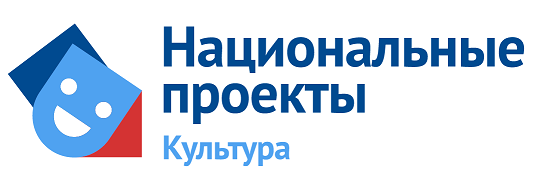 Национальные
проекты
Культура